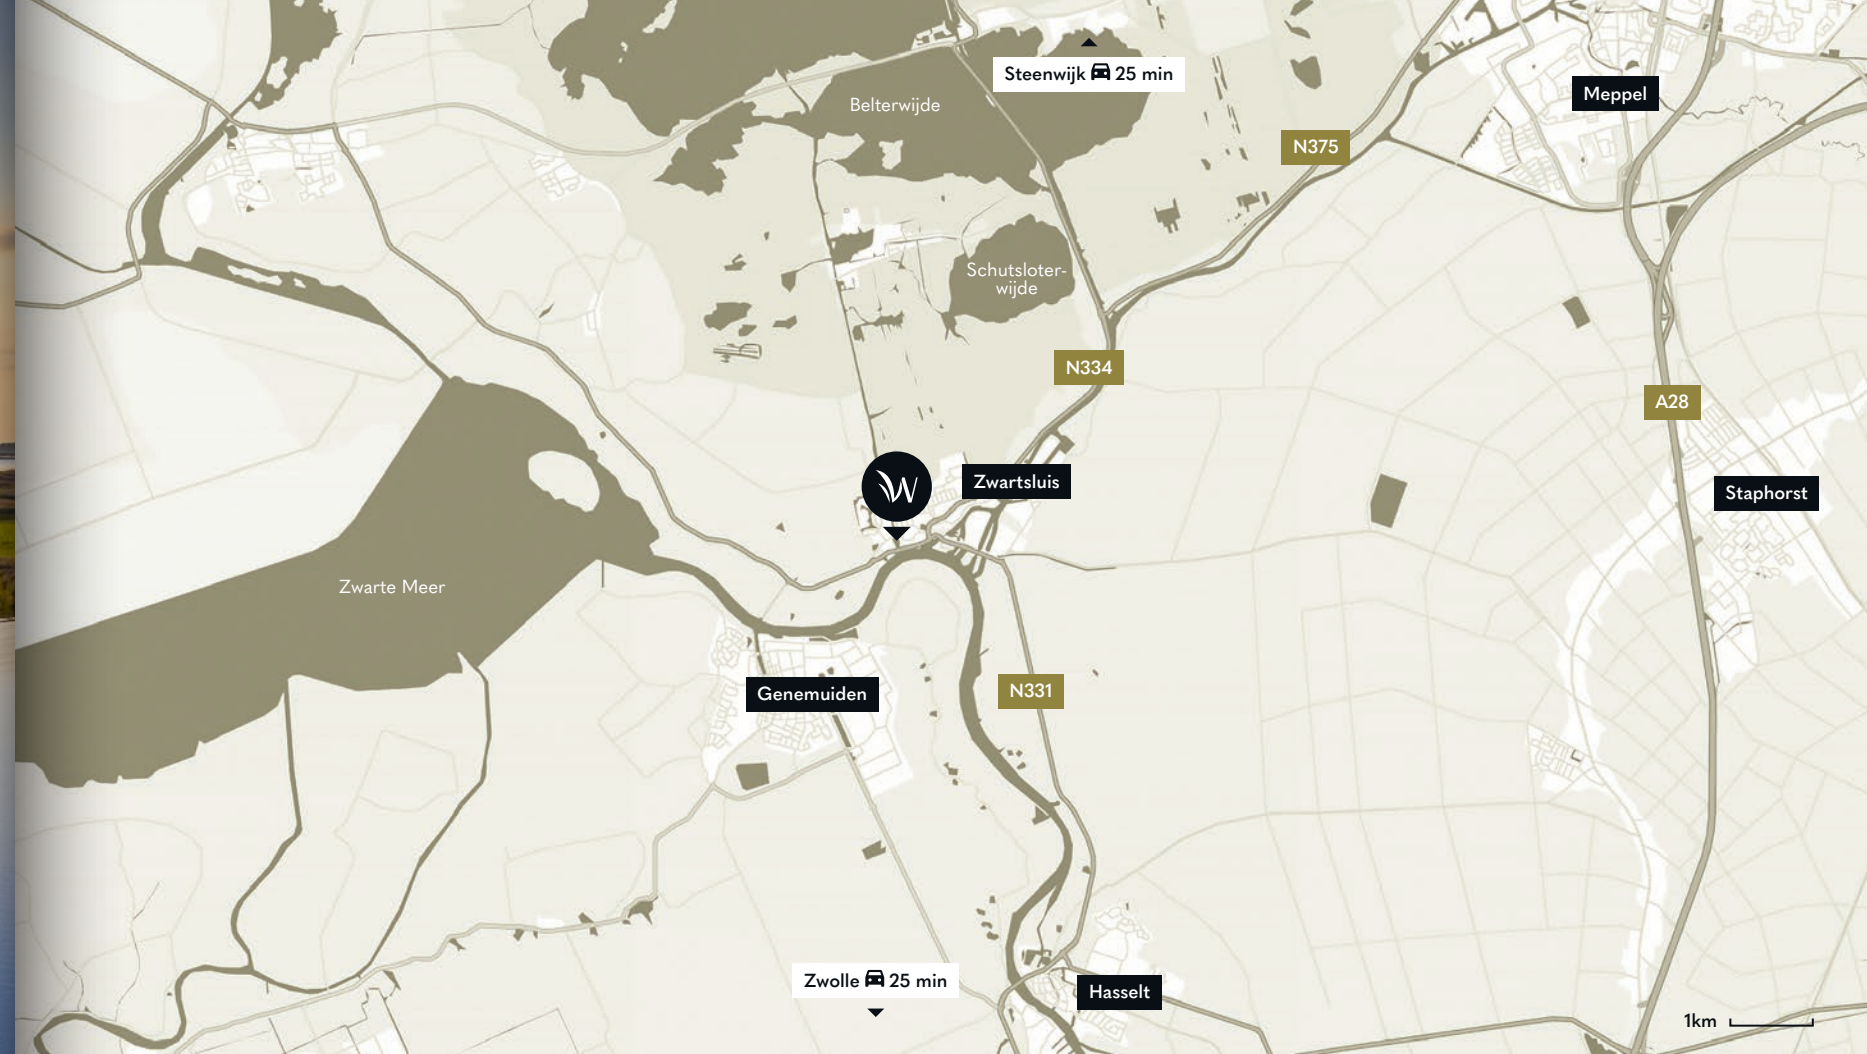 Steenwijk 25 min
Meppel
Belterwijde
N375
Schutsloter-
wijde
N334
A28
W
Zwartsluis
Staphorst
Zwarte Meer
Genemuiden
N331
Zwolle 25 min
Hasselt
1km